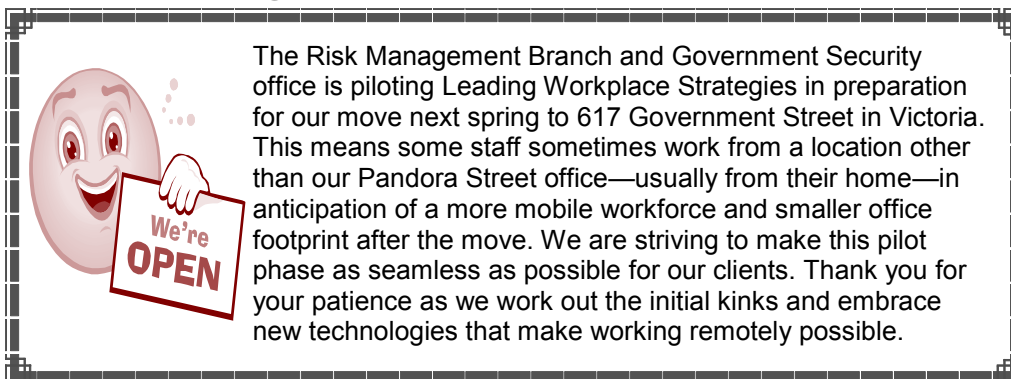 The Risk Management Branch and Government Security
office is piloting Leading Workplace Strategies in preparation
for our move next spring to 617 Government Street in Victoria.
This means some staff sometimes work from a location other
than our Pandora Street office—usually from their home—in
anticipation of a more mobile workforce and smaller office
footprint after the move. We are striving to make this pilot
phase as seamless as possible for our clients. Thank you for
your patience as we work out the initial kinks and embrace
new technologies that make working remotely possible.
We're
OPEN